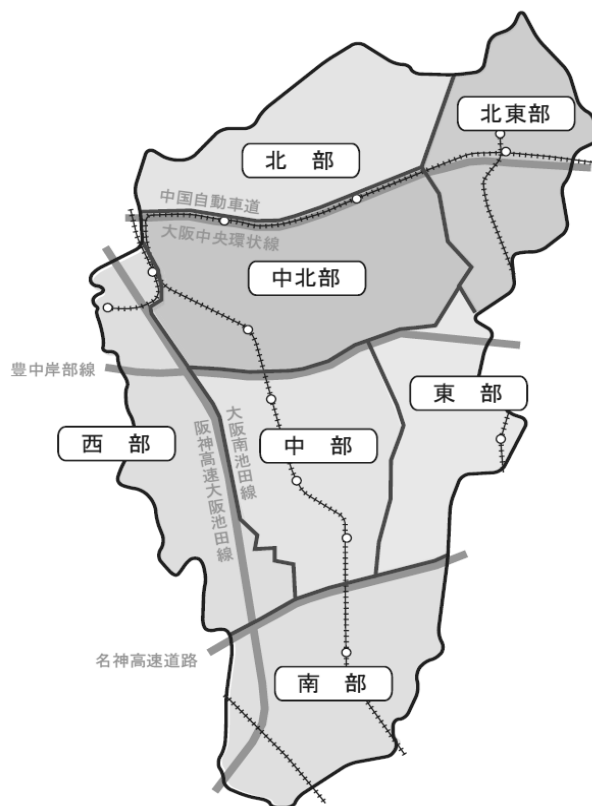 北東部
北 部
中国自動車道
大阪中央環状線
中北部
豊中岸部線
東 部
西 部
中 部
大阪南池田線
阪神高速大阪池田線
名神高速道路
南 部